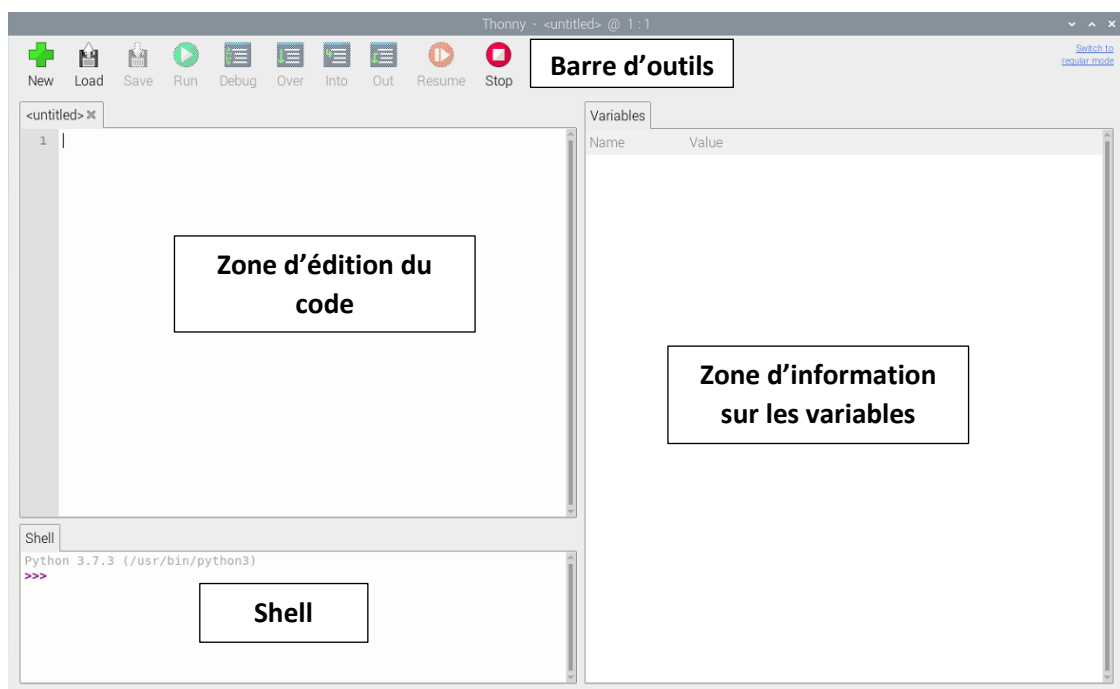 Thonny - <untitled> @ 1:1
New Load Save Run Debug Over Into Out Resume Stop
Barre d'outils
Switch to
regular mode
<untitled>
1
Zone d'édition du
code
Variables
Name Value
Zone d'information
sur les variables
Shell
Python 3.7.3 (/usr/bin/python3)
>>>
Shell